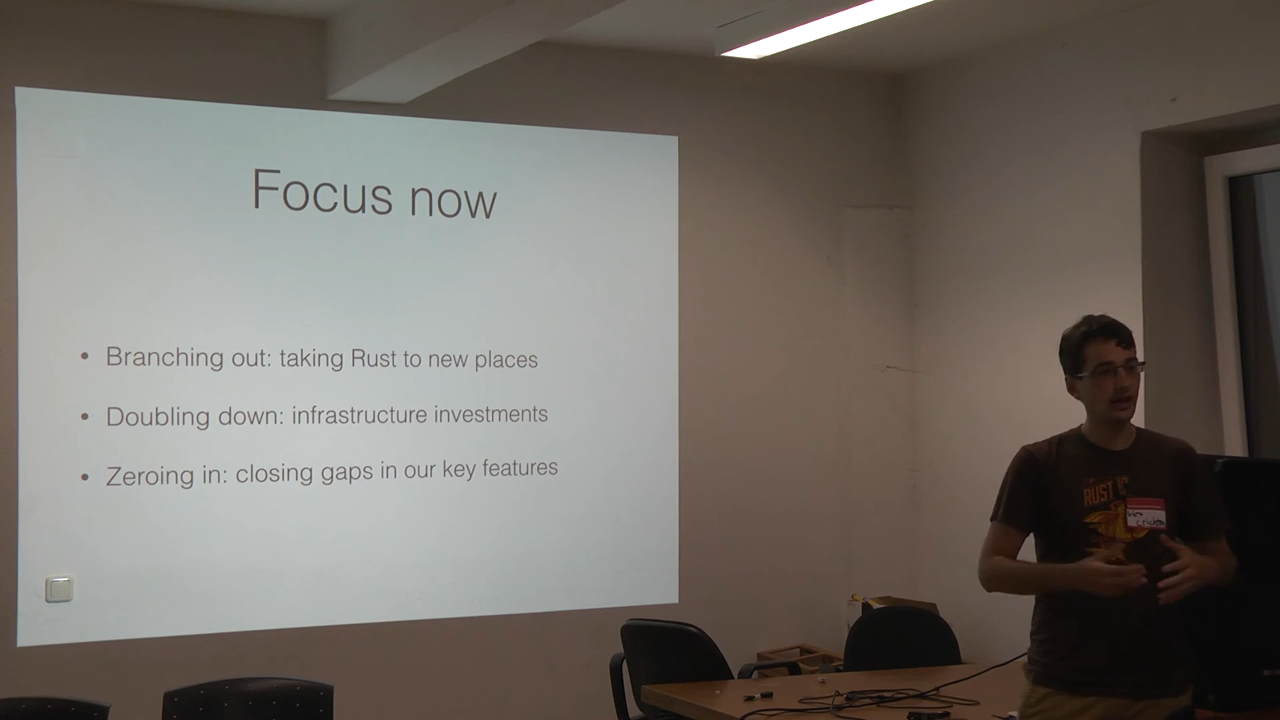 Focus now
• Branching out: taking Rust to new places
• Doubling down: infrastructure investments
• Zeroing in: closing gaps in our key features
RUST